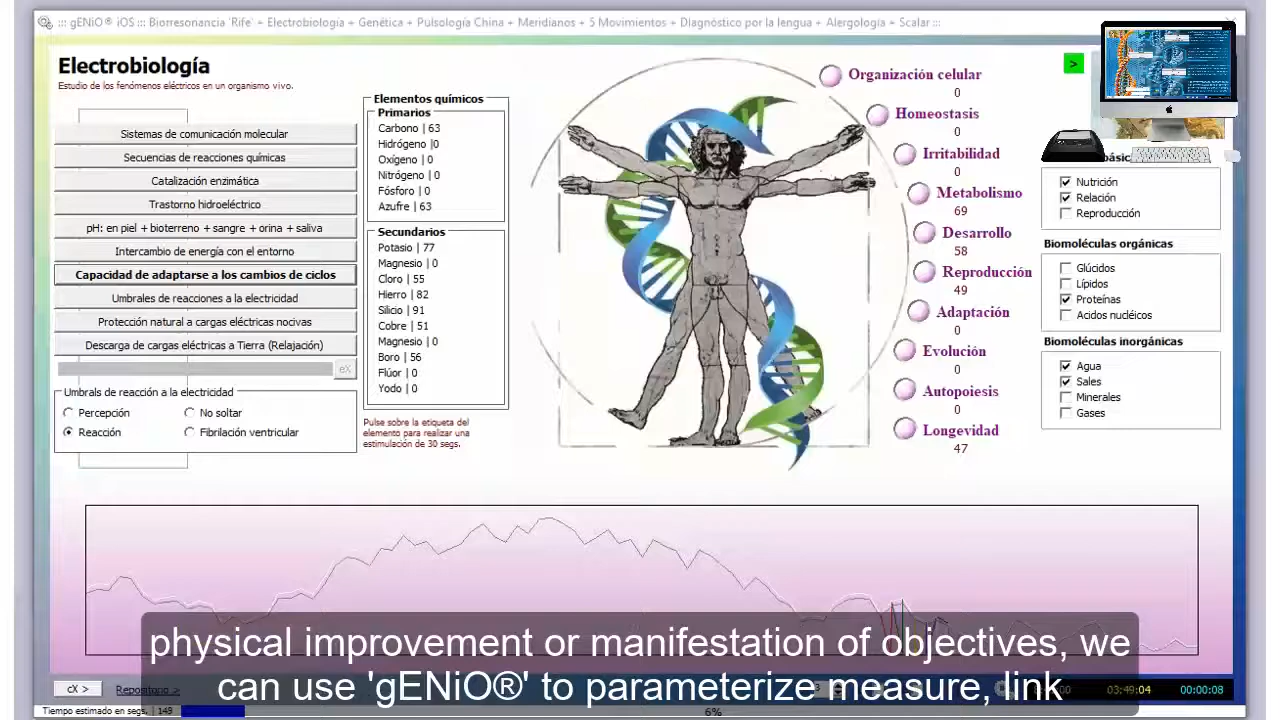 ::: gENiO® iOS ::: Biorresonancia 'Rife' + Electrobiologia + Genética + Pulsología China + Meridianos + 5 Movimientos + Diagnóstico por la lengua + Alergología + Scalar :::
Electrobiología
Estudio de los fenómenos eléctricos en un organismo vivo.
Sistemas de comunicación molecular
Secuencias de reacciones químicas
Catalización enzimática
Trastorno hidroeléctrico
pH: en piel + bioterreno + sangre + orina + saliva
Intercambio de energía con el entorno
Capacidad de adaptarse a los cambios de ciclos
Umbrales de reacciones a la electricidad
Protección natural a cargas eléctricas nocivas
Descarga de cargas eléctricas a Tierra (Relajación)
eX
Umbrals de reacción a la electricidad
Percepción
No soltar
Reacción
Fibrilación ventricular
Elementos químicos
Primarios
Carbono | 63
Hidrógeno |0
Oxígeno | 0
Nitrógeno | 0
Fósforo | 0
Azufre | 63
Secundarios
Potasio | 77
Magnesio | 0
Cloro | 55
Hierro | 82
Silicio | 91
Cobre | 51
Magnesio | 0
Boro | 56
Flúor | 0
Yodo | 0
Pulse sobre la etiqueta del
elemento para realizar una
estimulación de 30 segs.
Organización celular
0
Homeostasis
0
Irritabilidad
0
Metabolismo
69
Desarrollo
58
Reproducción
49
Adaptación
0
Evolución
0
Autopoiesis
0
Longevidad
47
>
Nutrición
Relación
Reproducción
Biomoléculas orgánicas
Glúcidos
Lípidos
Proteínas
Acidos nucléicos
Biomoléculas inorgánicas
Agua
Sales
Minerales
Gases
physical improvement or manifestation of objectives, we
can use 'gENiO®' to parameterize measure, link
cX >
Repositorio >
03:49:04
00:00:08
Tiempo estimado en segs. | 149
6%